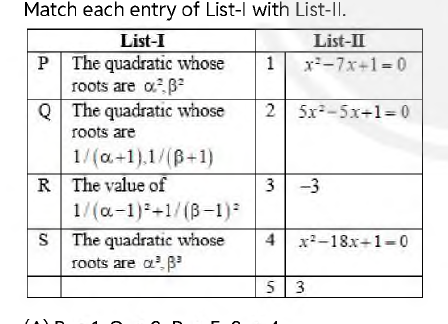 Match each entry of List-I with List-II.
List-I List-II
P The quadratic whose 1 x²−7x+1=0
roots are α²,β²
Q The quadratic whose 2 5x²−5x+1=0
roots are
1/(α+1),1/(β+1)
R The value of 3 −3
1/(α−1)²+1/(β−1)²
S The quadratic whose 4 x²−18x+1=0
roots are α³,β³
5 3